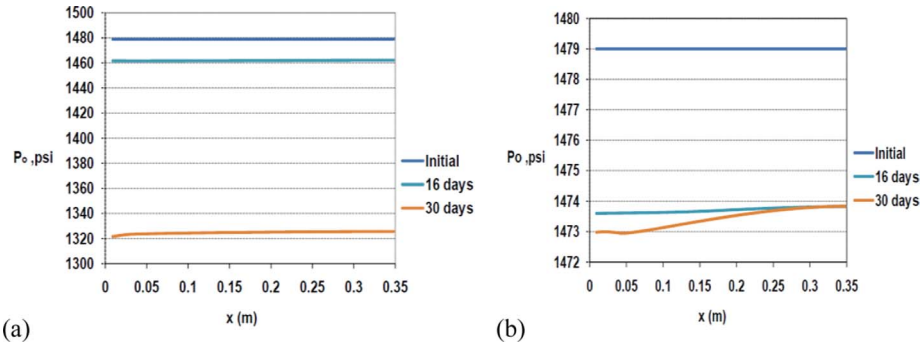 1500
1480
1460
1440
1420
1400
1380
1360
1340
1320
1300
Po ,psi
0 0.05 0.1 0.15 0.2 0.25 0.3 0.35
x (m)
Initial
16 days
30 days
(a)
1480
1479
1478
1477
1476
1475
1474
1473
1472
Po ,psi
0 0.05 0.1 0.15 0.2 0.25 0.3 0.35
x (m)
Initial
16 days
30 days
(b)